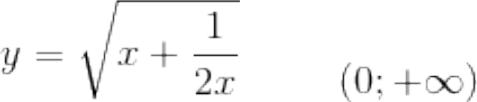 y = √(x + 1/(2x))    (0; +∞)